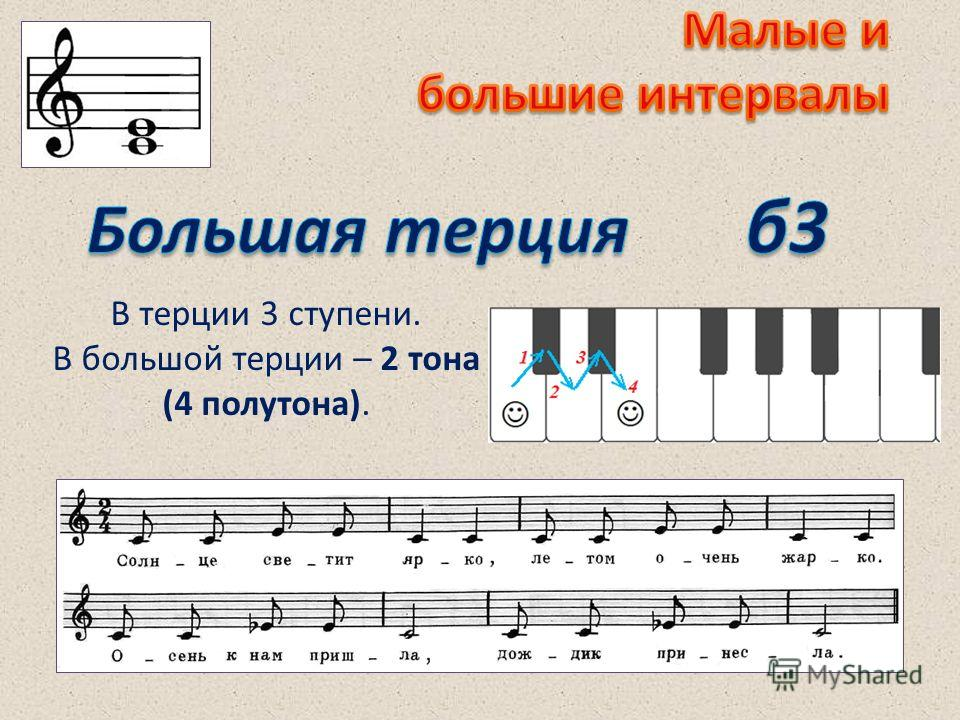 Малые и
большие интервалы
Большая терция б3
В терции 3 ступени.
В большой терции – 2 тона
(4 полутона).
1 2 3 4
2 4
Солн _ це све _ тит яр _ ко, ле _ том о _ чень жар _ ко.
О _ сень к нам приш _ ла, дож _ дик при _ нес _ ла.
MyShared